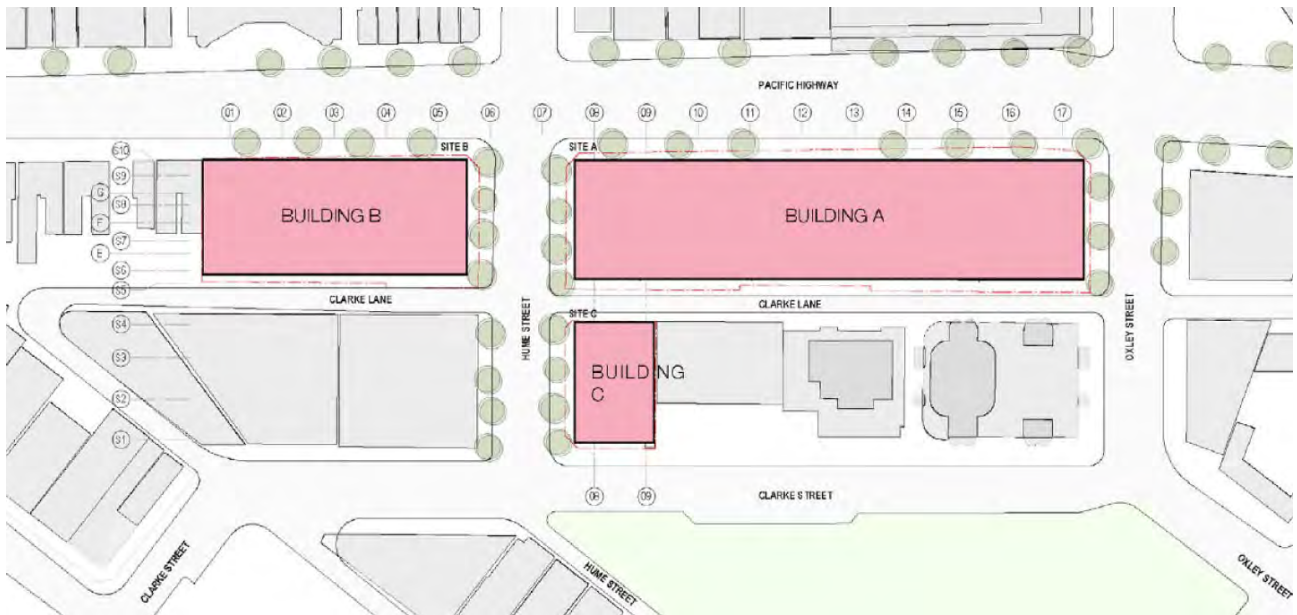 PACIFIC HIGHWAY
01
02
03
04
05
06
07
08
09
10
11
12
13
14
15
16
17
SITE B
SITE A
S10
S9
G
S8
F
S7
E
S6
S5
BUILDING B
BUILDING A
CLARKE LANE
CLARKE LANE
HUME STREET
OXLEY STREET
SITE C
S4
S3
S2
S1
BUILDING
C
08
09
CLARKE STREET
CLARKE STREET
HUME STREET
OXLEY STREET